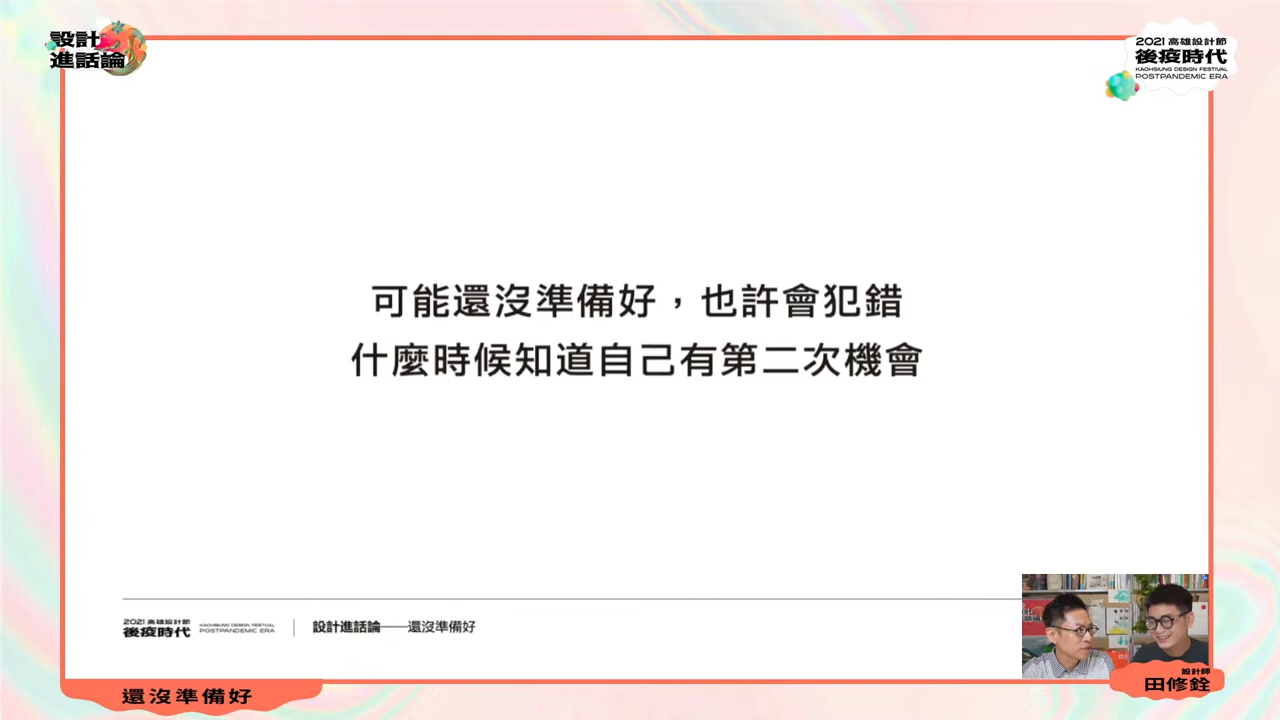 設計
進話論
2021 高雄設計節
後疫時代
KAOHSIUNG DESIGN FESTIVAL
POSTPANDEMIC ERA
可能還沒準備好，也許會犯錯
什麼時候知道自己有第二次機會
2021 高雄設計節
後疫時代
KAOHSIUNG DESIGN FESTIVAL
POSTPANDEMIC ERA
設計進話論——還沒準備好
還沒準備好
設計師
田修銓